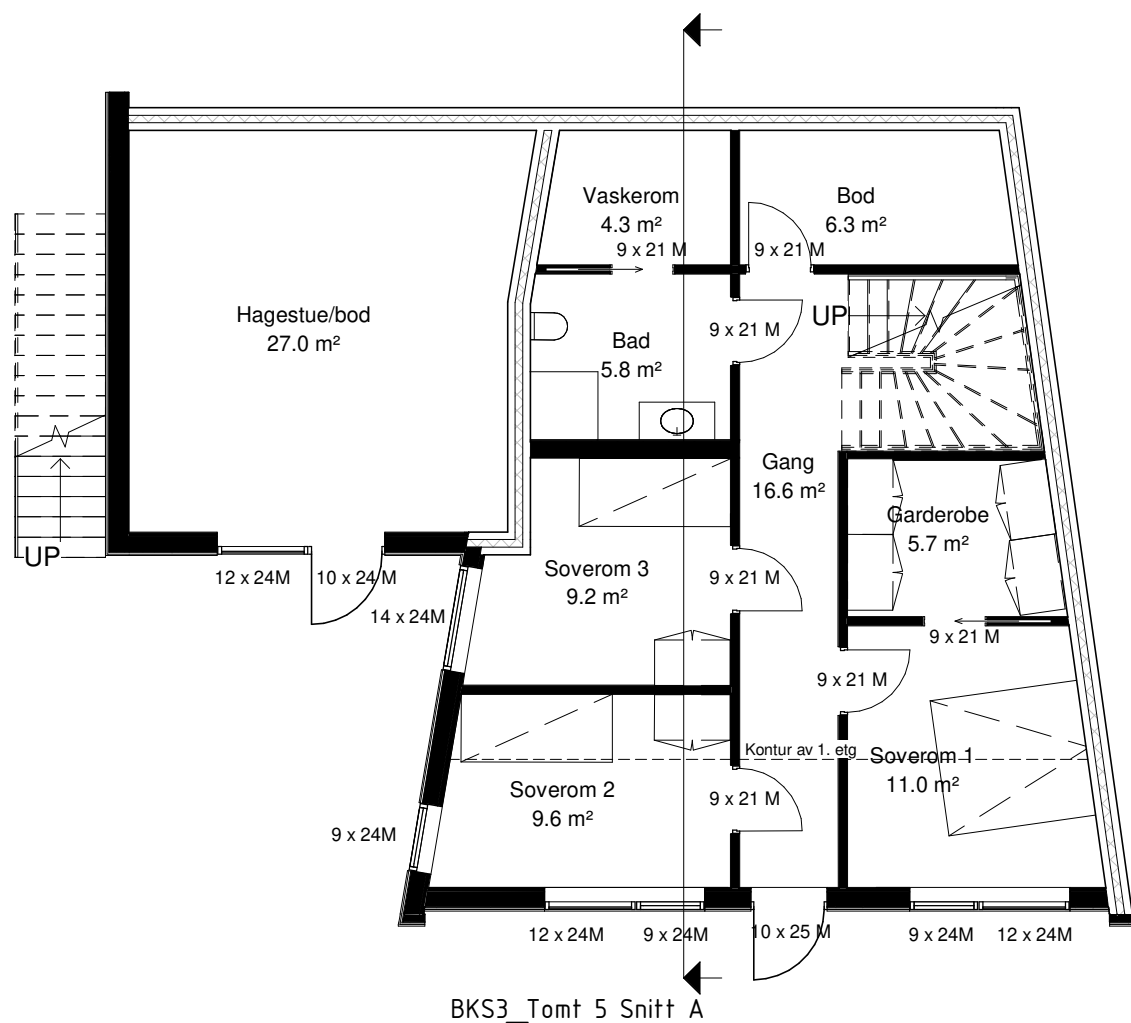 Vaskerom
4.3 m²
9 x 21 M
Bod
6.3 m²
9 x 21 M
Hagestue/bod
27.0 m²
UP
Bad
5.8 m²
9 x 21 M
UP
Gang
16.6 m²
Garderobe
5.7 m²
9 x 21 M
12 x 24M
10 x 24 M
14 x 24M
Soverom 3
9.2 m²
9 x 21 M
9 x 21 M
Kontur av 1. etg
Soverom 1
11.0 m²
Soverom 2
9.6 m²
9 x 21 M
9 x 24M
12 x 24M
9 x 24M
10 x 25 M
9 x 24M
12 x 24M
BKS3_Tomt 5 Snitt A